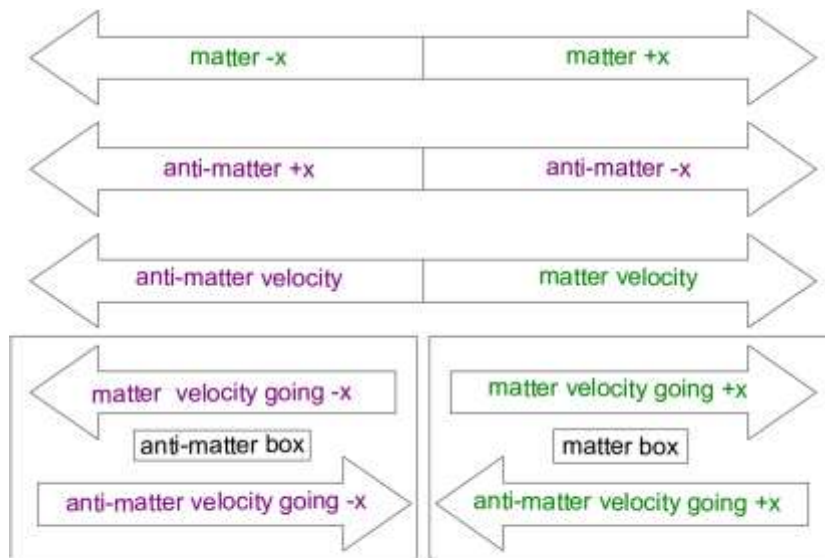 matter -x matter +x
anti-matter +x anti-matter -x
anti-matter velocity matter velocity
matter velocity going -x
anti-matter box
anti-matter velocity going -x
matter velocity going +x
matter box
anti-matter velocity going +x